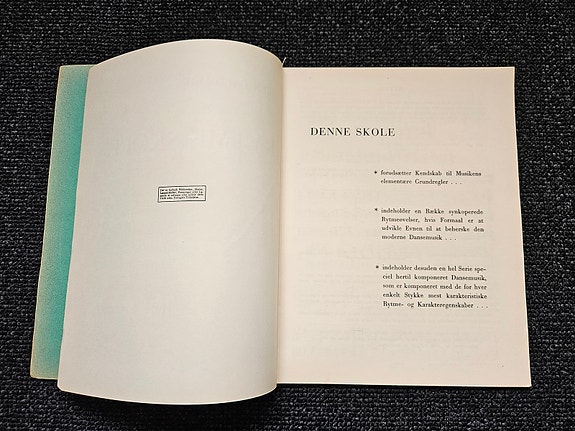 DENNE SKOLE
* forudsætter Kendskab til Musikens
elementære Grundregler . . .
* indeholder en Række synkoperede
Rytmeøvelser, hvis Formaal er at
udvikle Evnen til at beherske den
moderne Dansemusik . . .
* indeholder desuden en hel Serie spe-
ciel hertil komponeret Dansemusik,
som er komponeret med de for hver
enkelt Stykke mest karakteristiske
Rytme- og Karakteregenskaber . . .